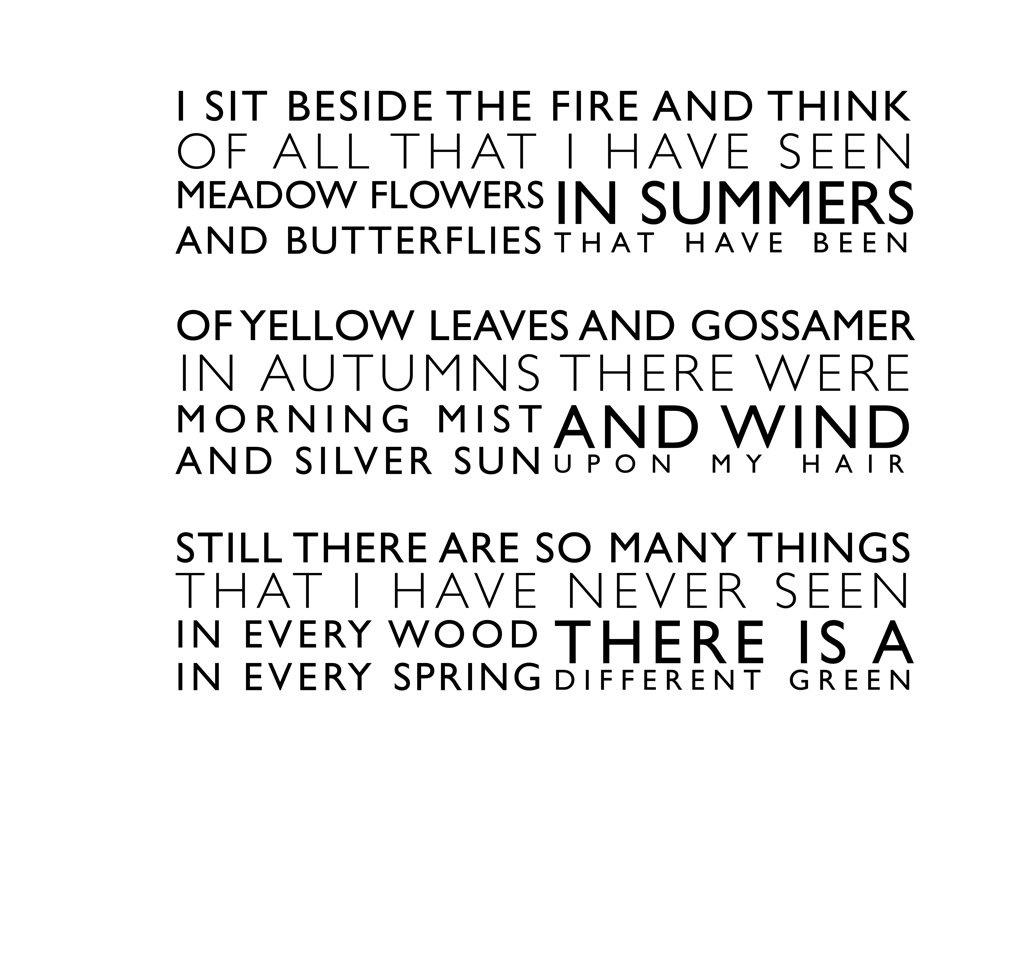 I SIT BESIDE THE FIRE AND THINK
OF ALL THAT I HAVE SEEN
MEADOW FLOWERS
AND BUTTERFLIES
IN SUMMERS
THAT HAVE BEEN
OF YELLOW LEAVES AND GOSSAMER
IN AUTUMNS THERE WERE
MORNING MIST
AND SILVER SUN
AND WIND
UPON MY HAIR
STILL THERE ARE SO MANY THINGS
THAT I HAVE NEVER SEEN
IN EVERY WOOD
IN EVERY SPRING
THERE IS A
DIFFERENT GREEN